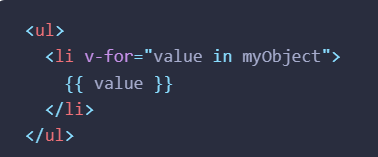 <ul>
  <li v-for="value in myObject">
    {{ value }}
  </li>
</ul>